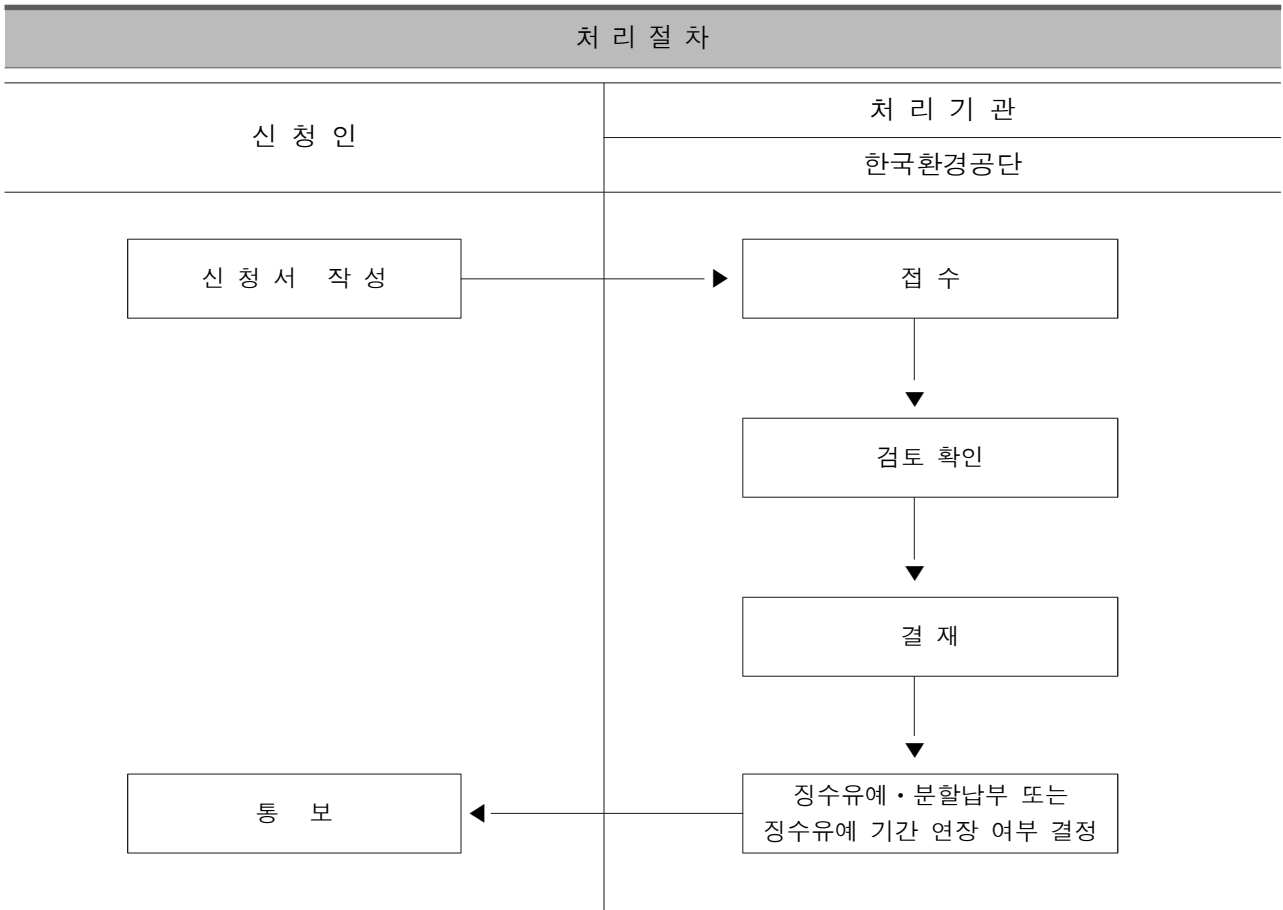 처 리 절 차
신 청 인
처 리 기 관
한국환경공단
신 청 서 작 성
접 수
검토 확인
결 재
통 보
징수유예·분할납부 또는
징수유예 기간 연장 여부 결정